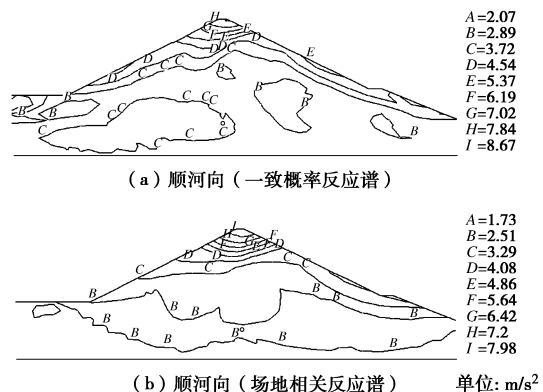 H
G E
F F
D D D D C
D C C C E
C B
B C C B
B B C C C B
C C
A=2.07
B=2.89
C=3.72
D=4.54
E=5.37
F=6.19
G=7.02
H=7.84
I=8.67
(a) 顺河向（一致概率反应谱）
I
H F
G E
D D
C C C C
B B B B
B B B B B B B
B B B B
A=1.73
B=2.51
C=3.29
D=4.08
E=4.86
F=5.64
G=6.42
H=7.2
I=7.98
(b) 顺河向（场地相关反应谱） 单位: m/s²